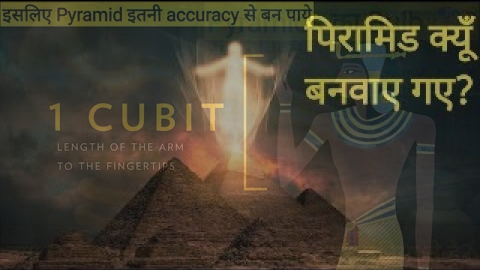 इसलिए Pyramid इतनी accuracy से बन पाये
पिरामिड क्यूँ
बनवाए गए?
1 CUBIT
LENGTH OF THE ARM
TO THE FINGERTIPS